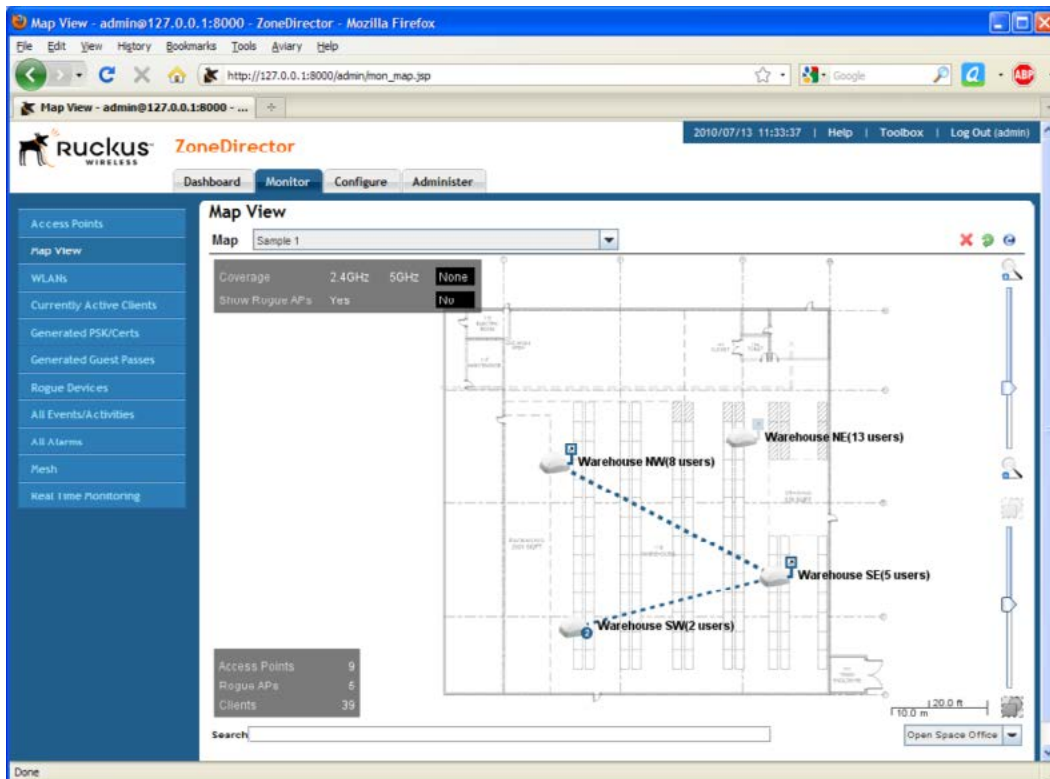 Map View - admin@127.0.0.1:8000 - ZoneDirector - Mozilla Firefox
File Edit View History Bookmarks Tools Aviary Help
http://127.0.0.1:8000/admin/mon_map.jsp
Google
ABP
Map View - admin@127.0.0.1:8000 - ...
2010/07/13 11:33:37 | Help | Toolbox | Log Out (admin)
RUCKUS
WIRELESS
ZoneDirector
Dashboard Monitor Configure Administer
Access Points
Map View
WLANs
Currently Active Clients
Generated PSK/Certs
Generated Guest Passes
Rogue Devices
All Events/Activities
All Alarms
Mesh
Real Time Monitoring
Map View
Map Sample 1
Coverage 2.4GHz 5GHz None
Show Rogue APs Yes No
Warehouse NE(13 users)
Warehouse NW(8 users)
Warehouse SE(5 users)
Warehouse SW(2 users)
Access Points 9
Rogue APs
Clients 39
20.0 ft
10.0 m
Search
Open Space Office
Done